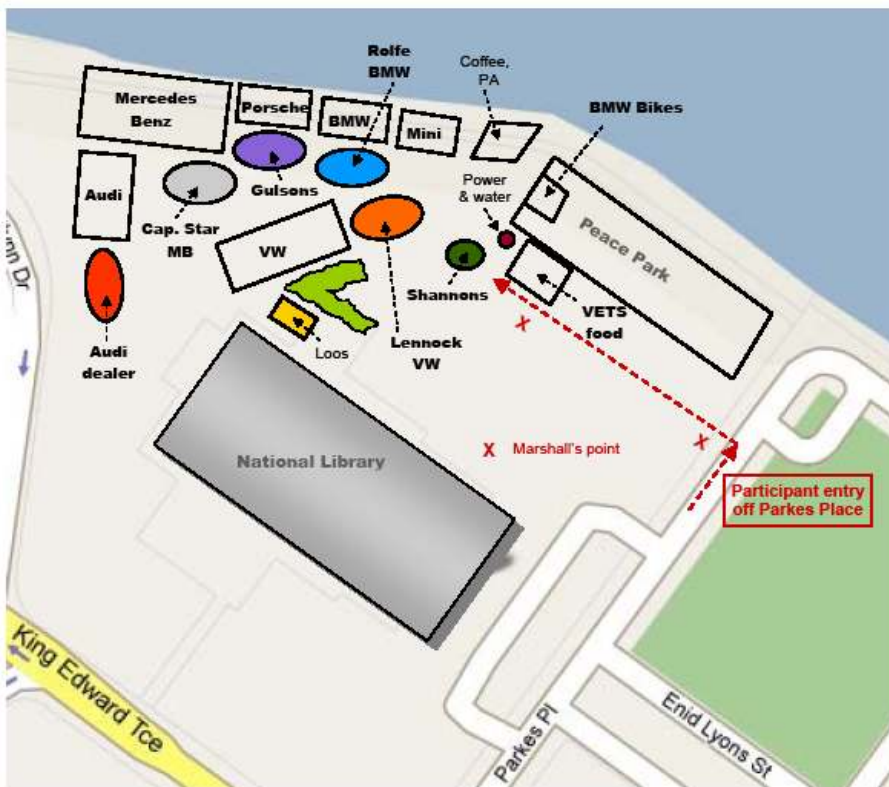 Rolfe
BMW
Coffee,
PA
Mercedes
Benz
Porsche
BMW
Mini
BMW Bikes
Audi
Gulsons
Power
& water
Cap. Star
MB
VW
Peace Park
Shannons
VETS
food
Audi
dealer
Loos
Lennock
VW
X
X
National Library
X Marshall's point
Participant entry
off Parkes Place
King Edward Tce
Parkes Pl
Enid Lyons St
Dr